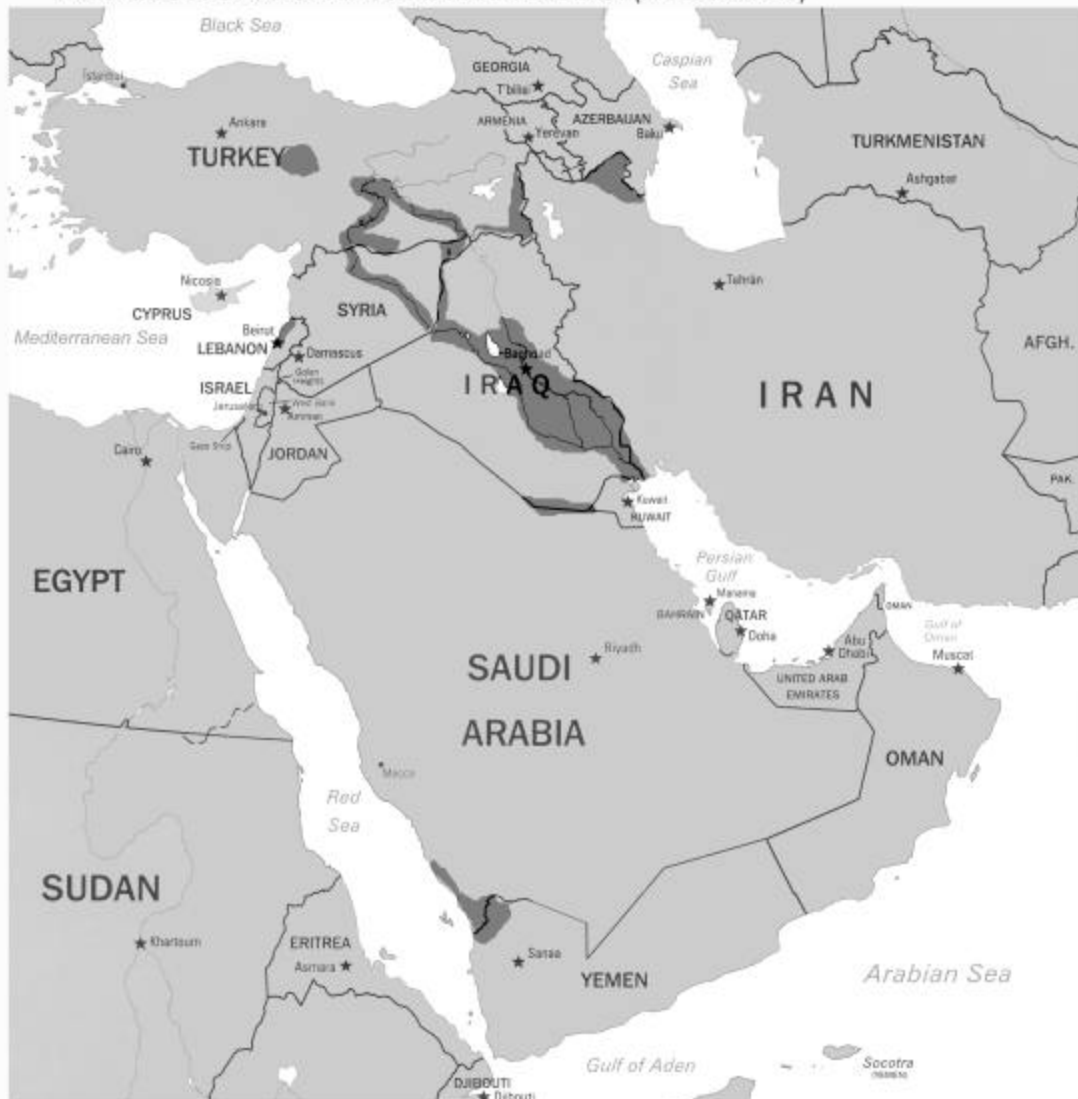 Black Sea
GEORGIA
Caspian
Sea
T'bilisi
Istanbul
ARMENIA
AZERBAIJAN
Ankara
Yerevan
Baku
TURKMENISTAN
TURKEY
Ashgabat
Nicosia
Tehrān
CYPRUS
SYRIA
Beirut
Mediterranean Sea
LEBANON
Damascus
Baghdad
AFGH.
Golan
Heights
ISRAEL
IRAQ
IRAN
Jerusalem
West Bank
Amman
Gaza Strip
Cairo
JORDAN
PAK.
Kuwait
KUWAIT
Persian
Gulf
EGYPT
Manama
BAHRAIN
QATAR
OMAN
Doha
Gulf of
Oman
Abu
Dhabi
Riyadh
Muscat
SAUDI
UNITED ARAB
EMIRATES
ARABIA
OMAN
Mecca
Red
Sea
SUDAN
Khartoum
ERITREA
Asmara
Sanaa
YEMEN
Arabian Sea
Gulf of Aden
Socotra
(YEMEN)
DJIBOUTI
Djibouti